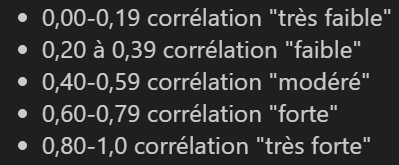 • 0,00-0,19 corrélation "très faible"
• 0,20 à 0,39 corrélation "faible"
• 0,40-0,59 corrélation "modéré"
• 0,60-0,79 corrélation "forte"
• 0,80-1,0 corrélation "très forte"